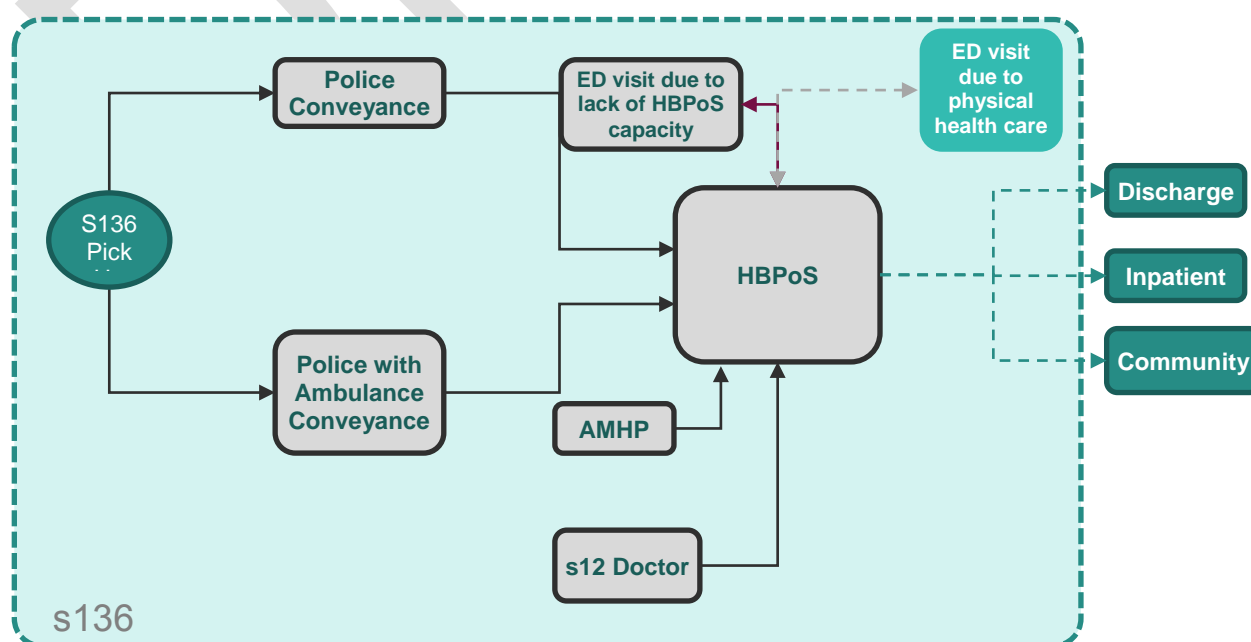 Police
Conveyance
ED visit due to
lack of HBPoS
capacity
ED visit
due to
physical
health care
S136
Pick
HBPoS
Discharge
Inpatient
Community
Police with
Ambulance
Conveyance
AMHP
s12 Doctor
s136